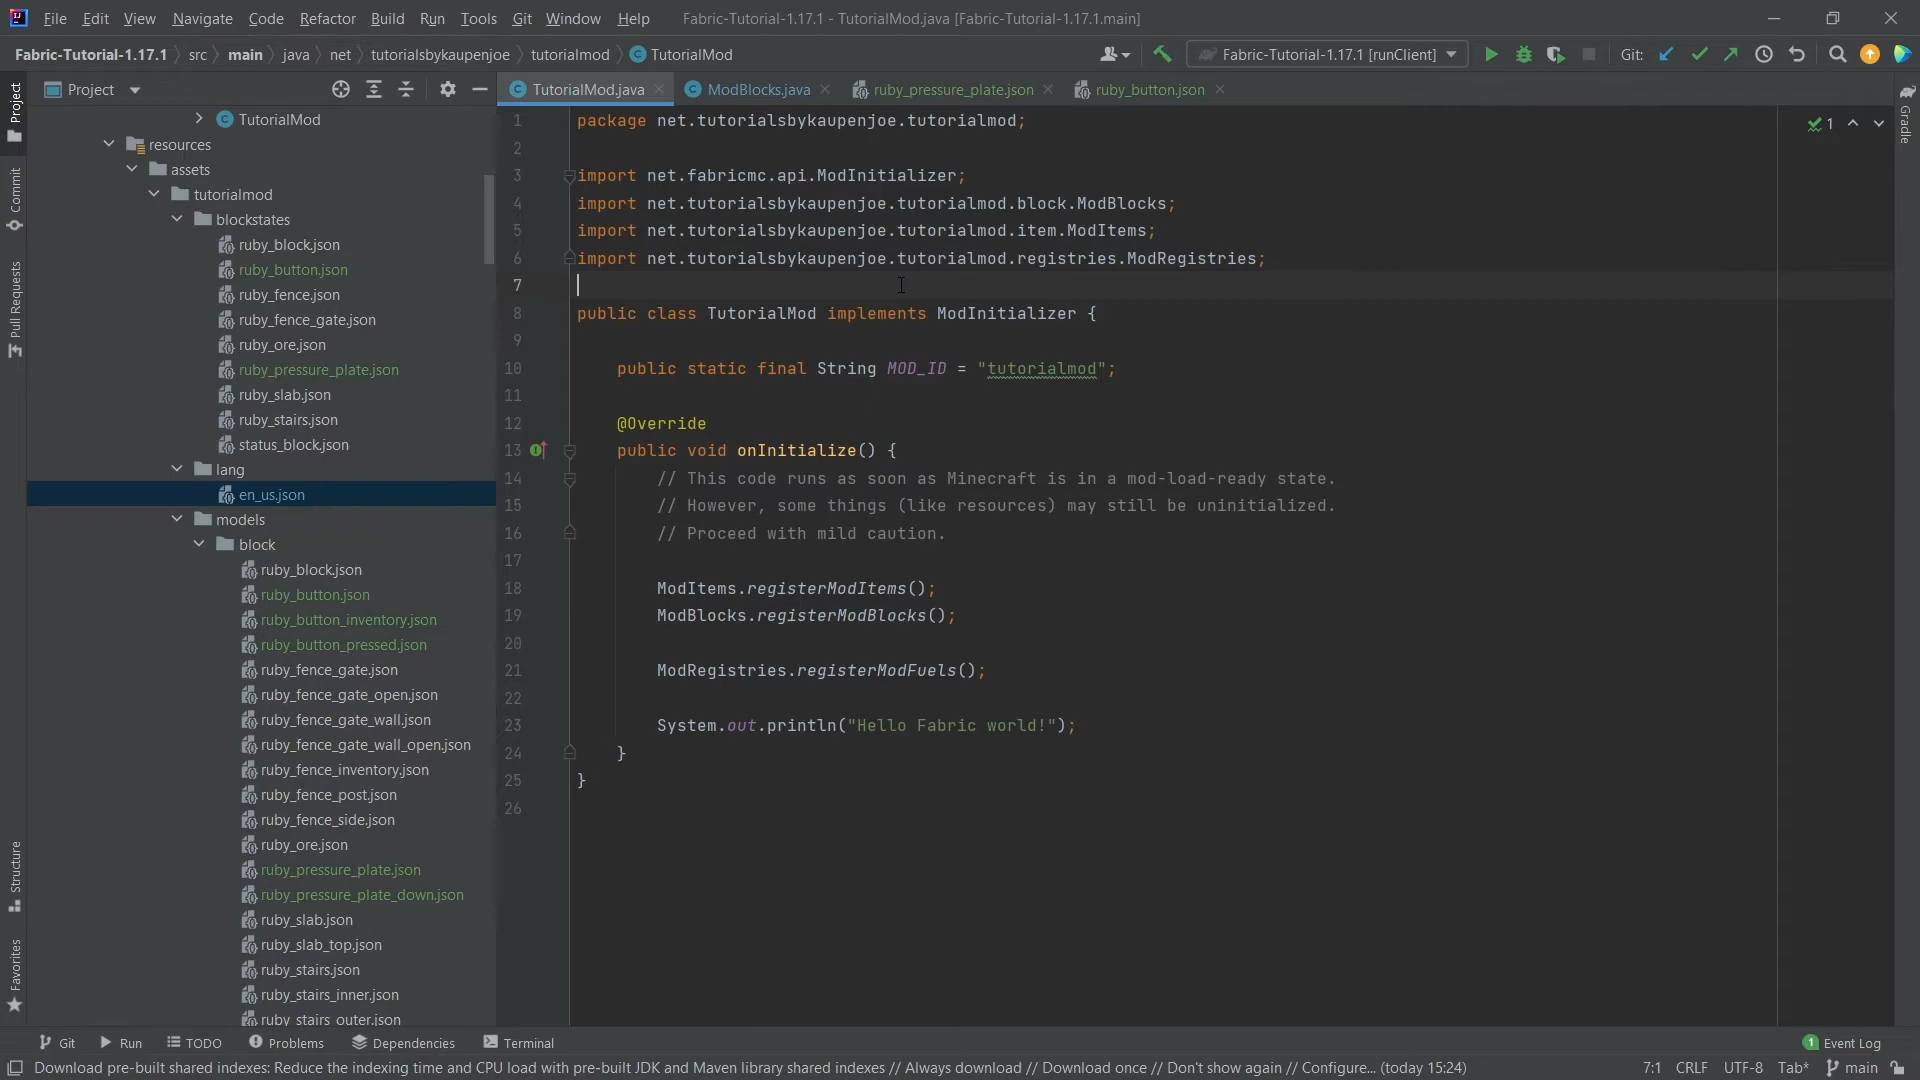 File Edit View Navigate Code Refactor Build Run Tools Git Window Help Fabric-Tutorial-1.17.1 - TutorialMod.java [Fabric-Tutorial-1.17.1.main]
Fabric-Tutorial-1.17.1 src main java net tutorialsbykaupenjoe tutorialmod TutorialMod Fabric-Tutorial-1.17.1 [runClient] Git:
Project TutorialMod.java ModBlocks.java ruby_pressure_plate.json ruby_button.json
Project
Commit
Pull Requests
Structure
Favorites
TutorialMod
resources
assets
tutorialmod
blockstates
ruby_block.json
ruby_button.json
ruby_fence.json
ruby_fence_gate.json
ruby_ore.json
ruby_pressure_plate.json
ruby_slab.json
ruby_stairs.json
status_block.json
lang
en_us.json
models
block
ruby_block.json
ruby_button.json
ruby_button_inventory.json
ruby_button_pressed.json
ruby_fence_gate.json
ruby_fence_gate_open.json
ruby_fence_gate_wall.json
ruby_fence_gate_wall_open.json
ruby_fence_inventory.json
ruby_fence_post.json
ruby_fence_side.json
ruby_ore.json
ruby_pressure_plate.json
ruby_pressure_plate_down.json
ruby_slab.json
ruby_slab_top.json
ruby_stairs.json
ruby_stairs_inner.json
ruby_stairs_outer.json
1 package net.tutorialsbykaupenjoe.tutorialmod;
2
3 import net.fabricmc.api.ModInitializer;
4 import net.tutorialsbykaupenjoe.tutorialmod.block.ModBlocks;
5 import net.tutorialsbykaupenjoe.tutorialmod.item.ModItems;
6 import net.tutorialsbykaupenjoe.tutorialmod.registries.ModRegistries;
7
8 public class TutorialMod implements ModInitializer {
9
10 public static final String MOD_ID = "tutorialmod";
11
12 @Override
13 public void onInitialize() {
14 // This code runs as soon as Minecraft is in a mod-load-ready state.
15 // However, some things (like resources) may still be uninitialized.
16 // Proceed with mild caution.
17
18 ModItems.registerModItems();
19 ModBlocks.registerModBlocks();
20
21 ModRegistries.registerModFuels();
22
23 System.out.println("Hello Fabric world!");
24 }
25 }
26
1
Gradle
Git Run TODO Problems Dependencies Terminal 1 Event Log
Download pre-built shared indexes: Reduce the indexing time and CPU load with pre-built JDK and Maven library shared indexes // Always download // Download once // Don't show again // Configure... (today 15:24) 7:1 CRLF UTF-8 Tab* main